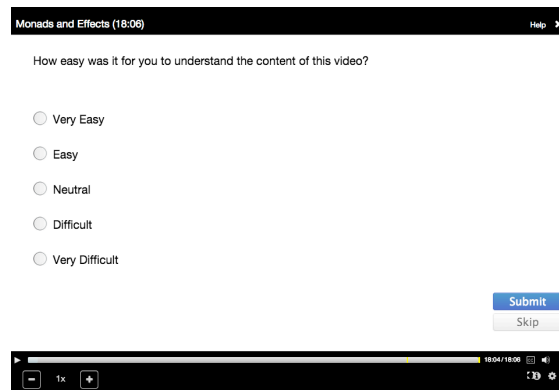 Monads and Effects (18:06)
Help
How easy was it for you to understand the content of this video?
Very Easy
Easy
Neutral
Difficult
Very Difficult
Submit
Skip
18:04 / 18:06
1x